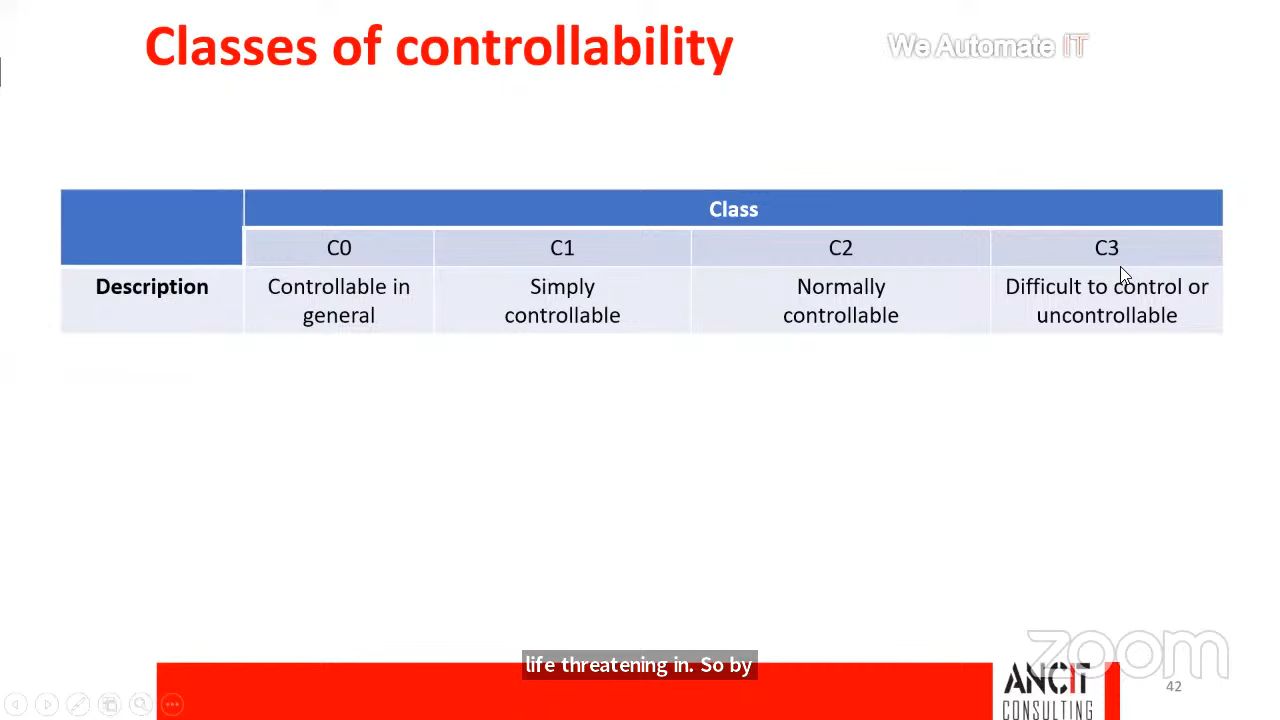 Classes of controllability
We Automate IT
Class
C0 C1 C2 C3
Description Controllable in general Simply controllable Normally controllable Difficult to control or uncontrollable
life threatening in. So by
zoom
ANCIT
CONSULTING
42